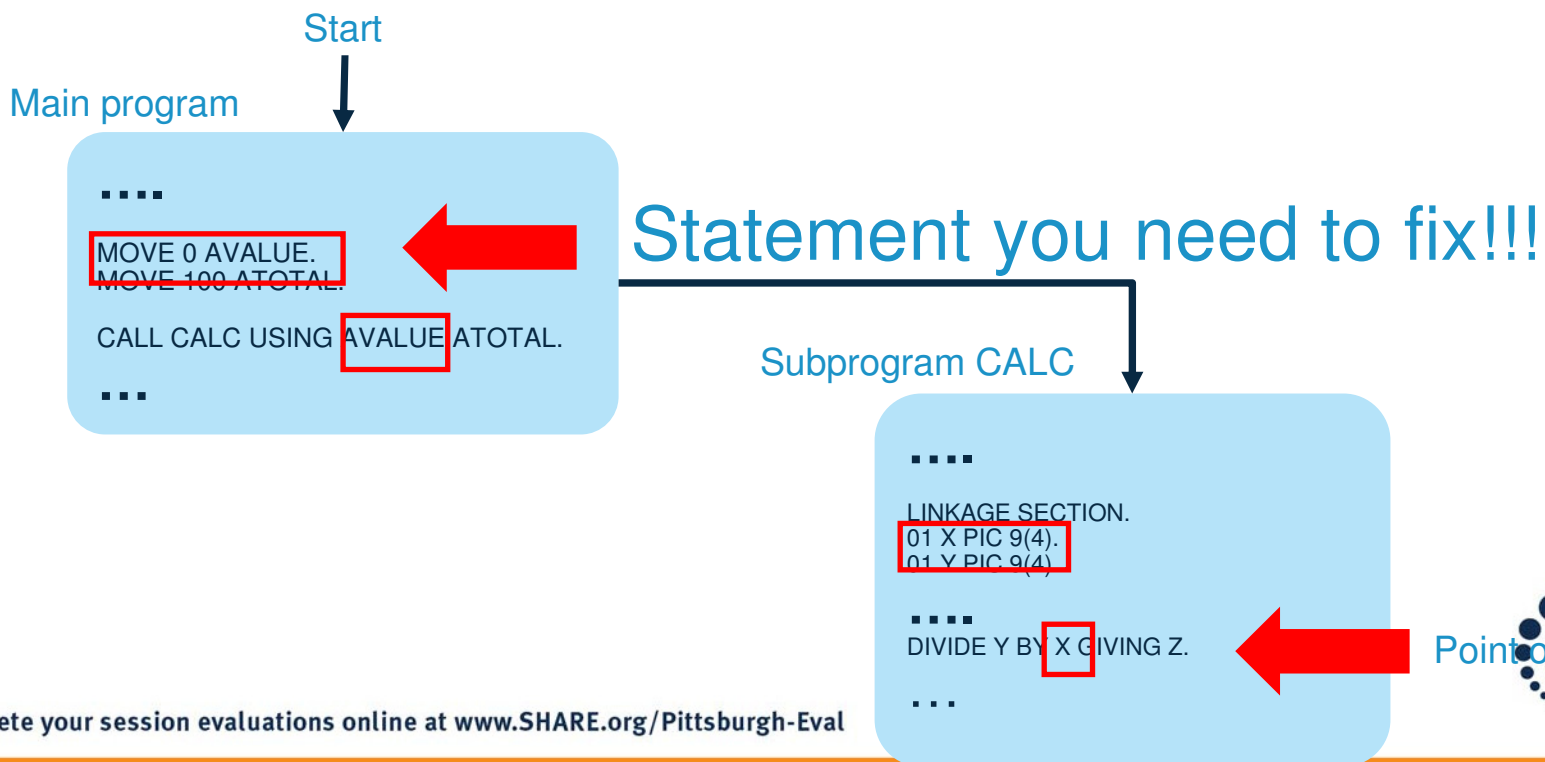 Start
Main program
....
MOVE 0 AVALUE.
MOVE 100 ATOTAL.
Statement you need to fix!!!
CALL CALC USING AVALUE ATOTAL.
...
Subprogram CALC
....
LINKAGE SECTION.
01 X PIC 9(4).
01 Y PIC 9(4)
....
DIVIDE Y BY X GIVING Z.
Point
...
your session evaluations online at www.SHARE.org/Pittsburgh-Eval